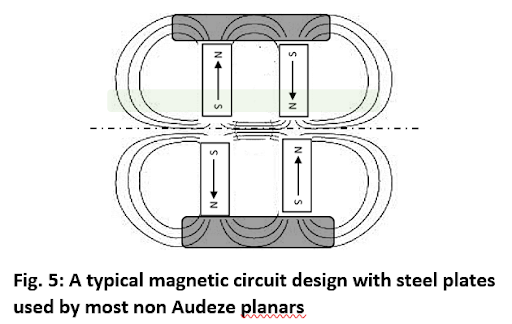 N S
S N
S N
N S
Fig. 5: A typical magnetic circuit design with steel plates
used by most non Audeze planars